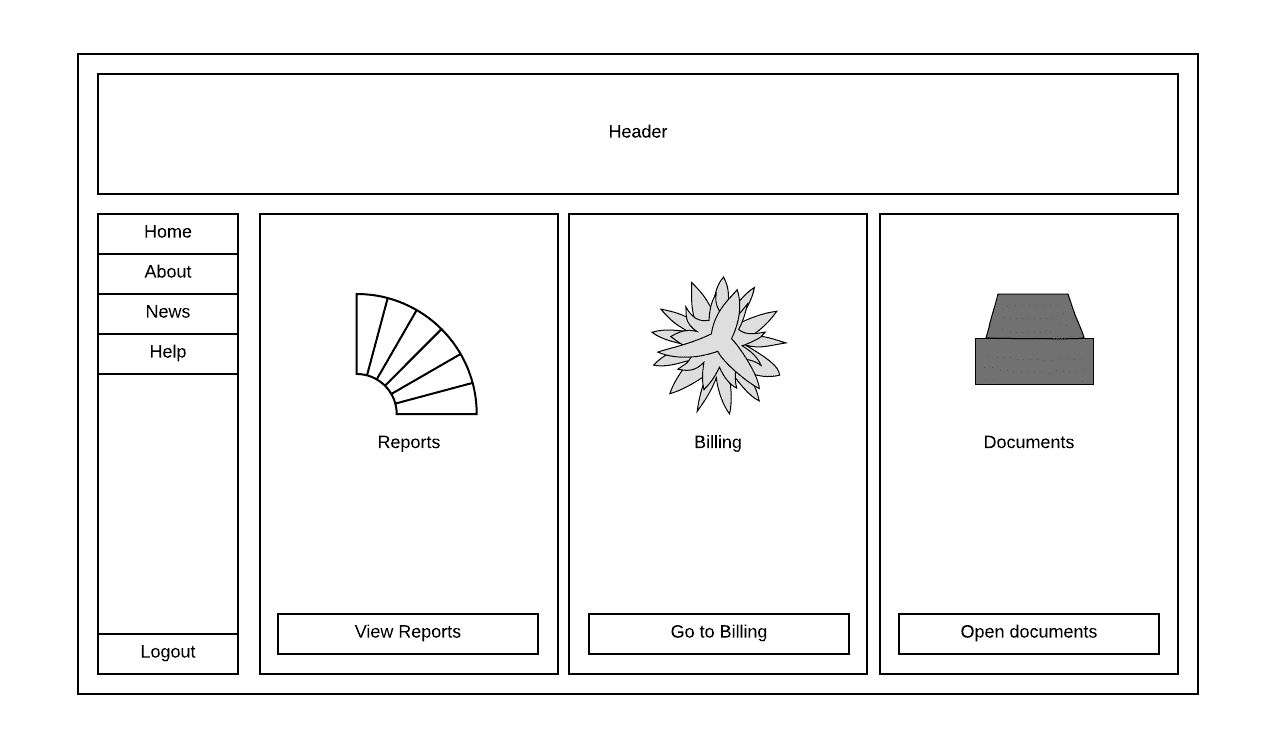 Header
Home
About
News
Help
Logout
Reports
View Reports
Billing
Go to Billing
Documents
Open documents